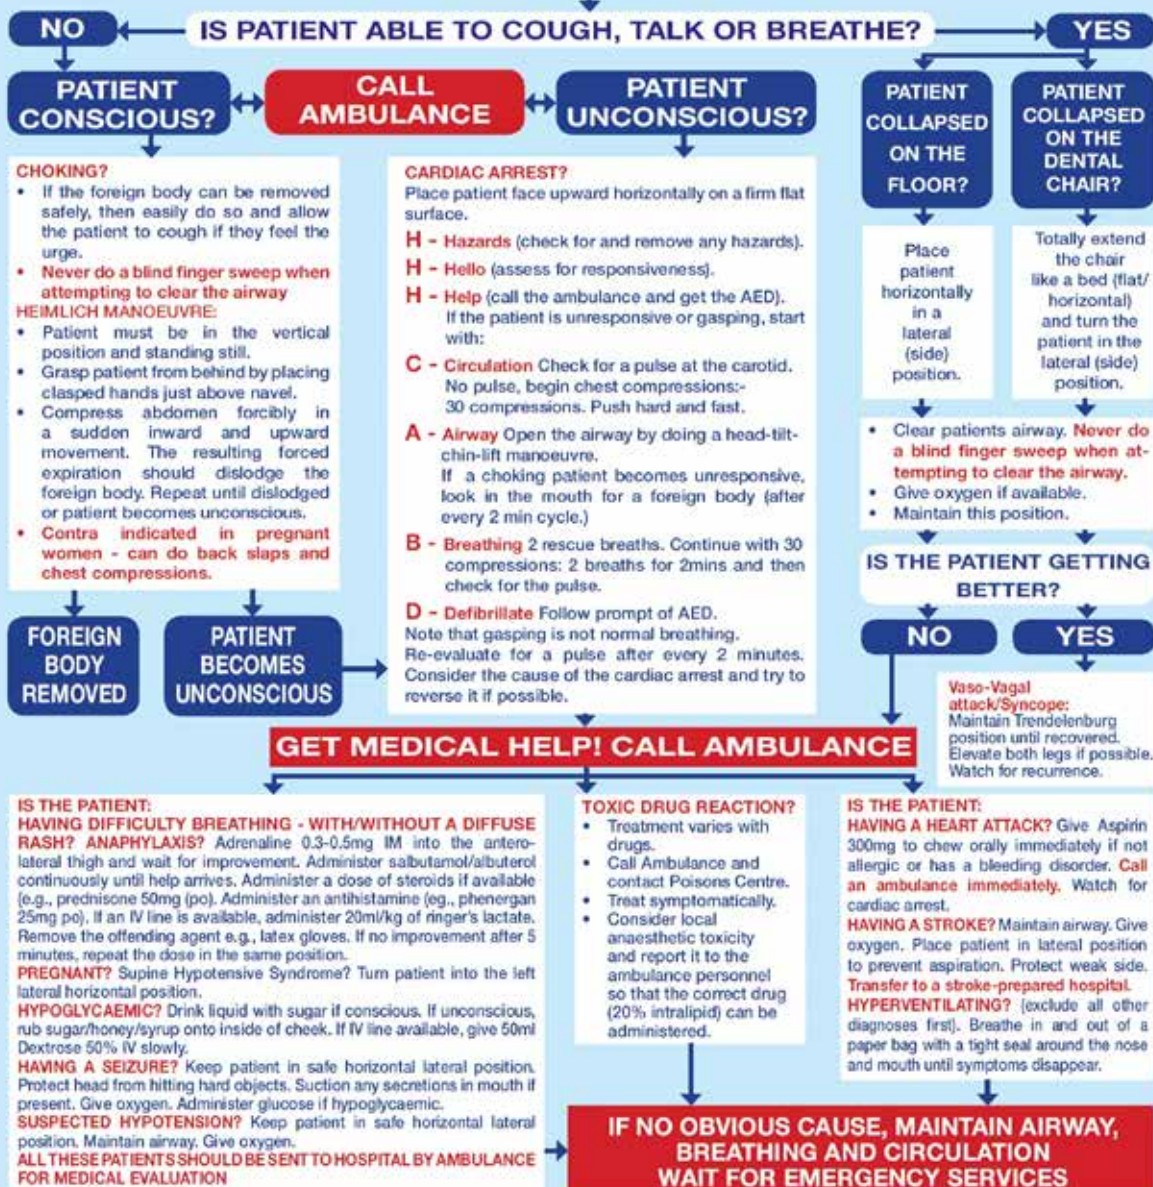 NO
IS PATIENT ABLE TO COUGH, TALK OR BREATHE?
YES
PATIENT
CONSCIOUS?
CALL
AMBULANCE
PATIENT
UNCONSCIOUS?
PATIENT
COLLAPSED
ON THE
FLOOR?
PATIENT
COLLAPSED
ON THE
DENTAL
CHAIR?
CHOKING?
• If the foreign body can be removed
safely, then easily do so and allow
the patient to cough if they feel the
urge.
• Never do a blind finger sweep when
attempting to clear the airway
HEIMLICH MANOEUVRE:
• Patient must be in the vertical
position and standing still.
• Grasp patient from behind by placing
clasped hands just above navel.
• Compress abdomen forcibly in
a sudden inward and upward
movement. The resulting forced
expiration should dislodge the
foreign body. Repeat until dislodged
or patient becomes unconscious.
• Contra indicated in pregnant
women - can do back slaps and
chest compressions.
FOREIGN
BODY
REMOVED
PATIENT
BECOMES
UNCONSCIOUS
CARDIAC ARREST?
Place patient face upward horizontally on a firm flat
surface.
H - Hazards (check for and remove any hazards).
H - Hello (assess for responsiveness).
H - Help (call the ambulance and get the AED).
If the patient is unresponsive or gasping, start
with:
C - Circulation Check for a pulse at the carotid.
No pulse, begin chest compressions:-
30 compressions. Push hard and fast.
A - Airway Open the airway by doing a head-tilt-
chin-lift manoeuvre.
If a choking patient becomes unresponsive,
look in the mouth for a foreign body (after
every 2 min cycle.)
B - Breathing 2 rescue breaths. Continue with 30
compressions: 2 breaths for 2mins and then
check for the pulse.
D - Defibrillate Follow prompt of AED.
Note that gasping is not normal breathing.
Re-evaluate for a pulse after every 2 minutes.
Consider the cause of the cardiac arrest and try to
reverse it if possible.
Place
patient
horizontally
in a
lateral
(side)
position.
Totally extend
the chair
like a bed (flat/
horizontal)
and turn the
patient in the
lateral (side)
position.
• Clear patients airway. Never do
a blind finger sweep when at-
tempting to clear the airway.
• Give oxygen if available.
• Maintain this position.
IS THE PATIENT GETTING
BETTER?
NO
YES
Vaso-Vagal
attack/Syncope:
Maintain Trendelenburg
position until recovered.
Elevate both legs if possible.
Watch for recurrence.
GET MEDICAL HELP! CALL AMBULANCE
IS THE PATIENT:
HAVING DIFFICULTY BREATHING - WITH/WITHOUT A DIFFUSE
RASH? ANAPHYLAXIS? Adrenaline 0.3-0.5mg IM into the antero-
lateral thigh and wait for improvement. Administer salbutamol/albuterol
continuously until help arrives. Administer a dose of steroids if available
(e.g., prednisone 50mg (po). Administer an antihistamine (eg., phenergan
25mg po). If an IV line is available, administer 20ml/kg of ringer's lactate.
Remove the offending agent e.g., latex gloves. If no improvement after 5
minutes, repeat the dose in the same position.
PREGNANT? Supine Hypotensive Syndrome? Turn patient into the left
lateral horizontal position.
HYPOGLYCAEMIC? Drink liquid with sugar if conscious. If unconscious,
rub sugar/honey/syrup onto inside of cheek. If IV line available, give 50ml
Dextrose 50% IV slowly.
HAVING A SEIZURE? Keep patient in safe horizontal lateral position.
Protect head from hitting hard objects. Suction any secretions in mouth if
present. Give oxygen. Administer glucose if hypoglycaemic.
SUSPECTED HYPOTENSION? Keep patient in safe horizontal lateral
position. Maintain airway. Give oxygen.
ALL THESE PATIENTS SHOULD BE SENT TO HOSPITAL BY AMBULANCE
FOR MEDICAL EVALUATION
TOXIC DRUG REACTION?
• Treatment varies with
drugs.
• Call Ambulance and
contact Poisons Centre.
• Treat symptomatically.
• Consider local
anaesthetic toxicity
and report it to the
ambulance personnel
so that the correct drug
(20% intralipid) can be
administered.
IS THE PATIENT:
HAVING A HEART ATTACK? Give Aspirin
300mg to chew orally immediately if not
allergic or has a bleeding disorder. Call
an ambulance immediately. Watch for
cardiac arrest.
HAVING A STROKE? Maintain airway. Give
oxygen. Place patient in lateral position
to prevent aspiration. Protect weak side.
Transfer to a stroke-prepared hospital.
HYPERVENTILATING? (exclude all other
diagnoses first). Breathe in and out of a
paper bag with a tight seal around the nose
and mouth until symptoms disappear.
IF NO OBVIOUS CAUSE, MAINTAIN AIRWAY,
BREATHING AND CIRCULATION
WAIT FOR EMERGENCY SERVICES